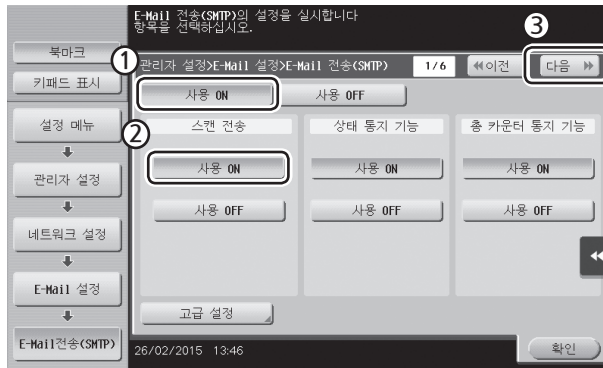 E-Mail 전송(SMTP)의 설정을 실시합니다
항목을 선택하십시오.
③
북마크
키패드 표시
①
관리자 설정>E-Mail 설정>E-Mail 전송(SMTP)
1/6
이전
다음
사용 ON
사용 OFF
설정 메뉴
관리자 설정
네트워크 설정
E-Mail 설정
E-Mail전송(SMTP)
②
스캔 전송
상태 통지 기능
총 카운터 통지 기능
사용 ON
사용 ON
사용 ON
사용 OFF
사용 OFF
사용 OFF
고급 설정
26/02/2015 13:46
확인